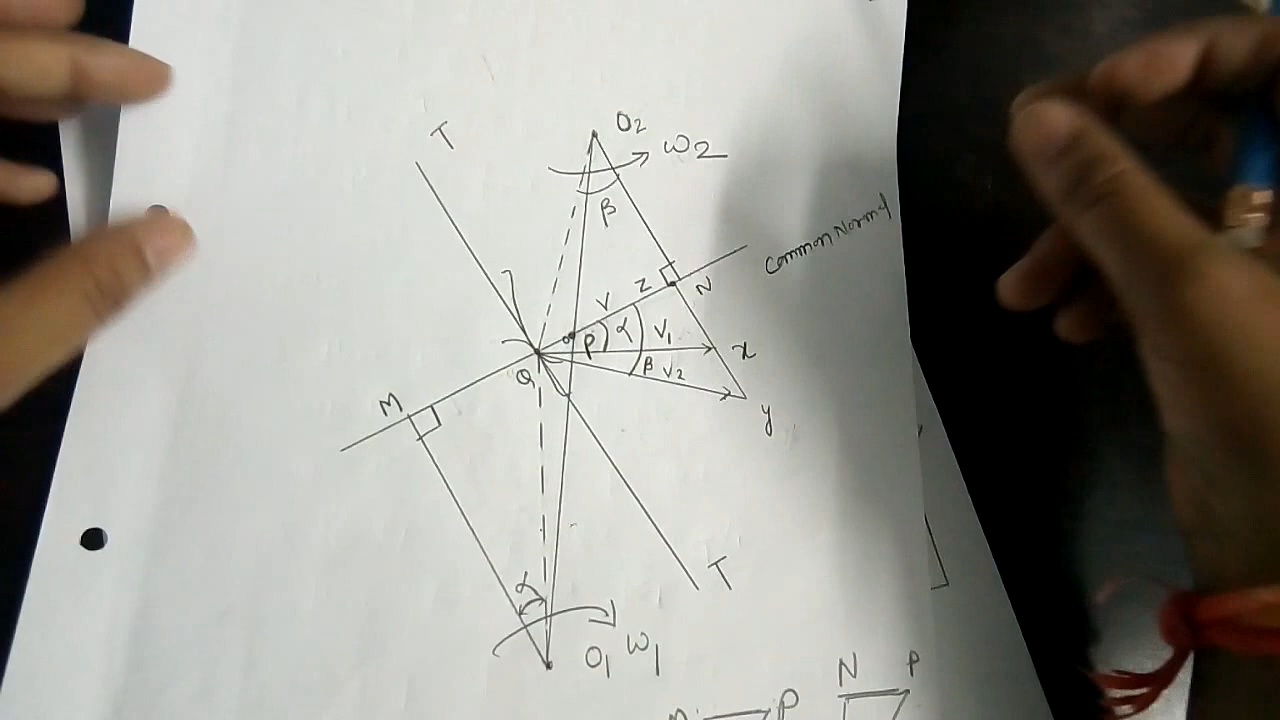 T
O2
ω2
β
Common Normal
V
Z
N
P
α
V1
x
β
V2
Q
y
M
T
α
O1
ω1
N
P
P